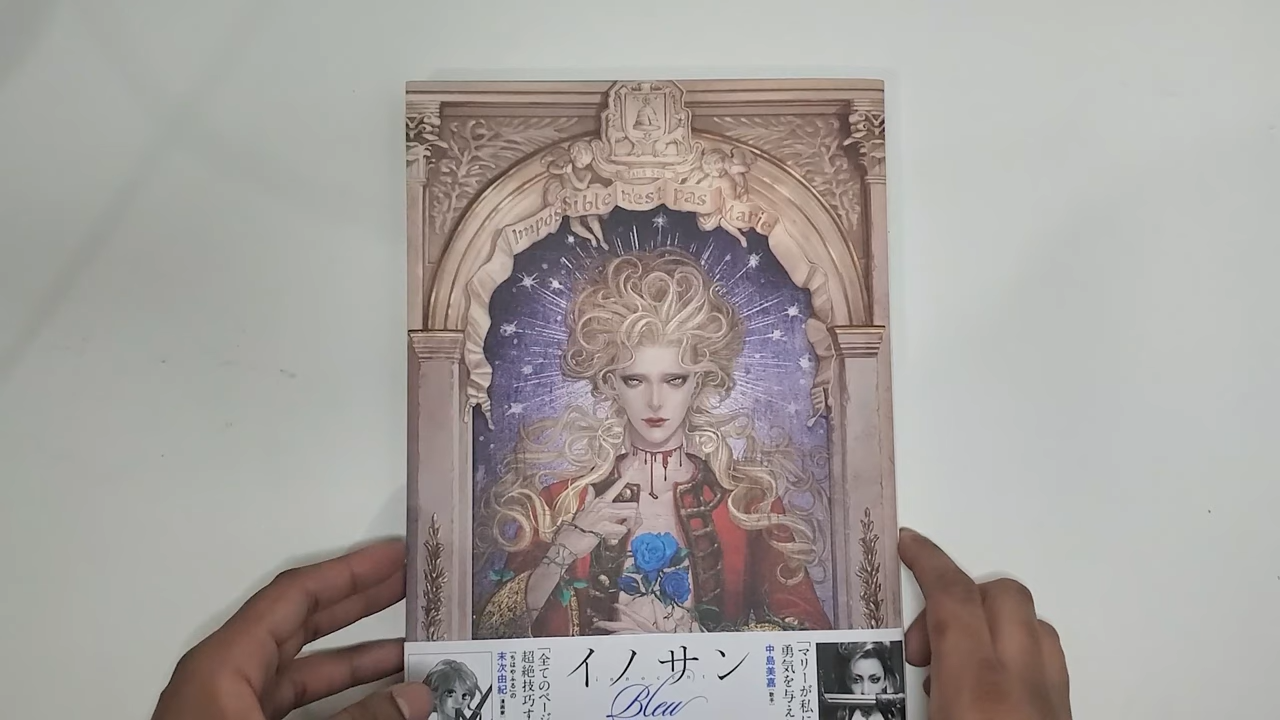 Impossible n'est pas Marie
イノサン
Innocent
Bleu
「マリーが私に
勇気を与え
中島美嘉
「全てのページ
超絶技巧す
『ちはやふる』の
末次由紀